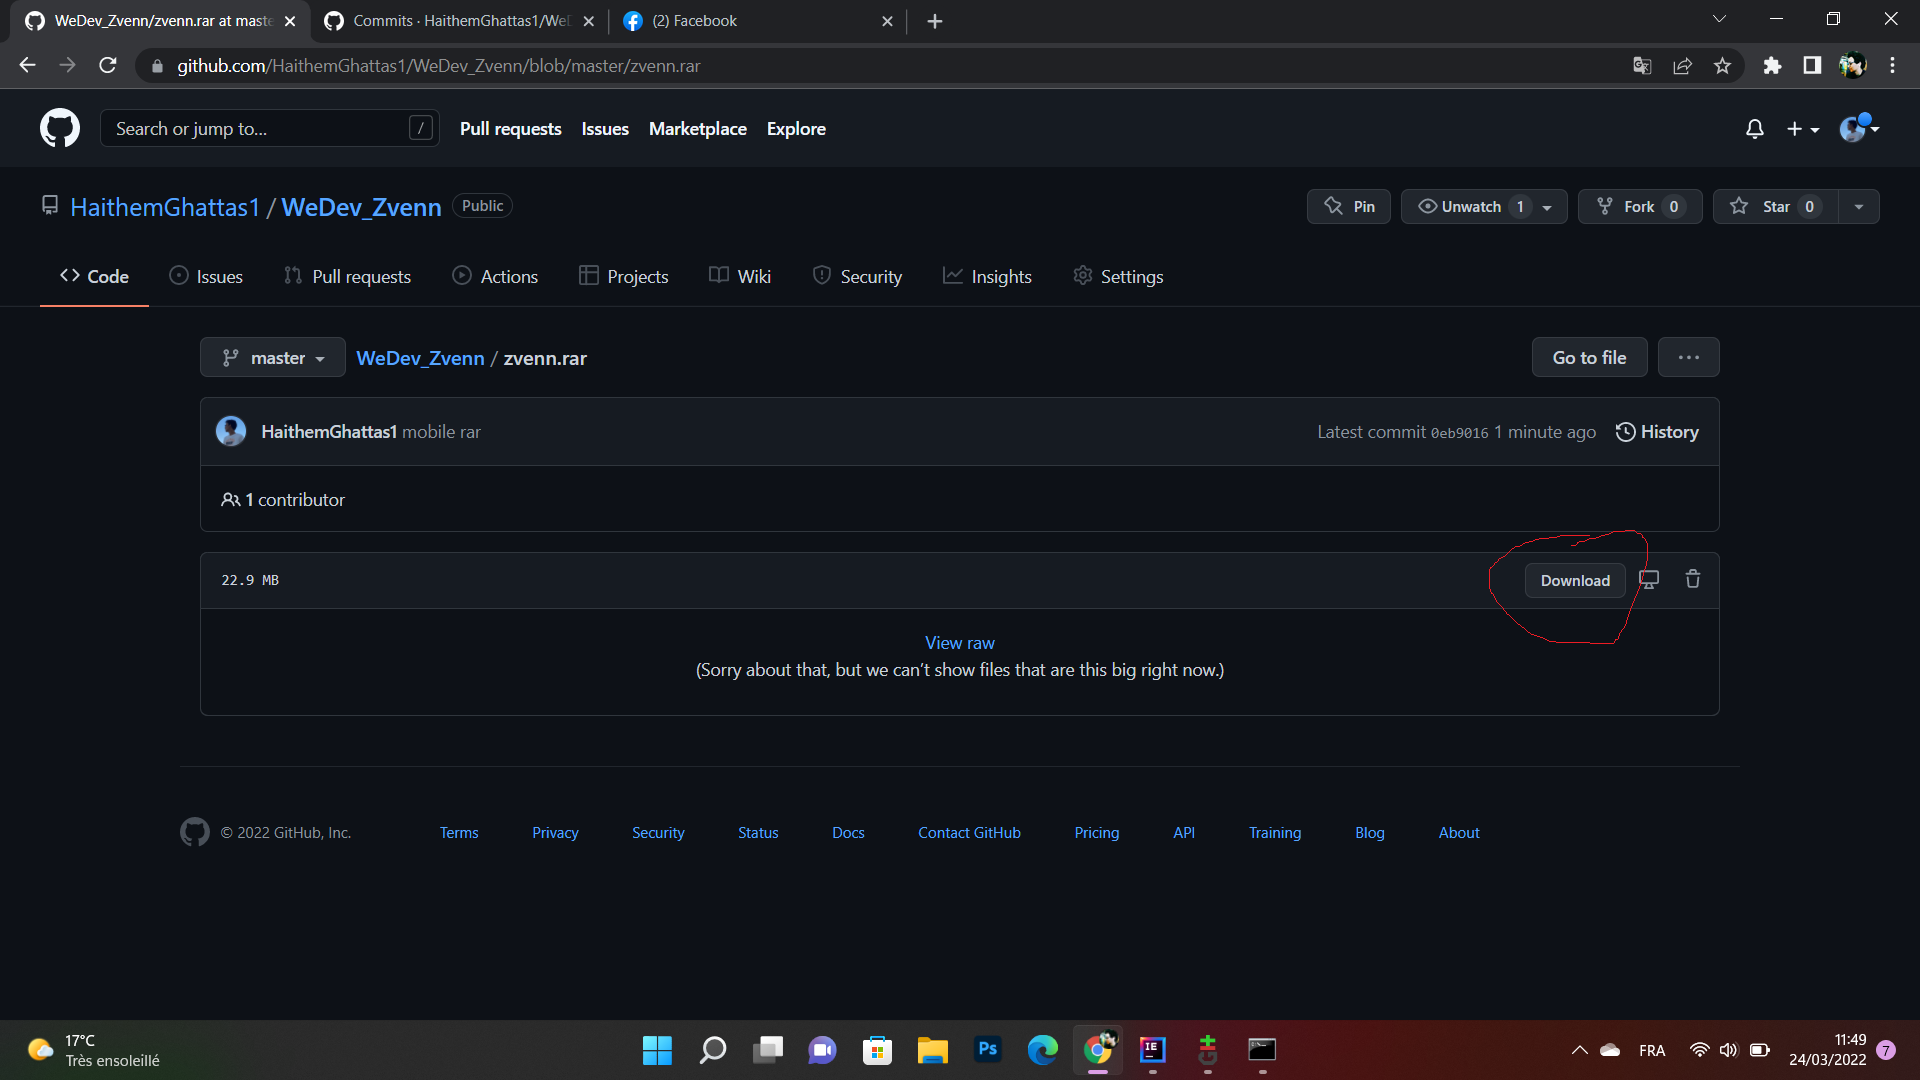 WeDev_Zvenn/zvenn.rar at maste
Commits · HaithemGhattas1/WeD
(2) Facebook
github.com/HaithemGhattas1/WeDev_Zvenn/blob/master/zvenn.rar
Search or jump to... /
Pull requests Issues Marketplace Explore
HaithemGhattas1 / WeDev_Zvenn Public
Pin Unwatch 1 Fork 0 Star 0
Code Issues Pull requests Actions Projects Wiki Security Insights Settings
master WeDev_Zvenn / zvenn.rar Go to file ...
HaithemGhattas1 mobile rar Latest commit 0eb9016 1 minute ago History
1 contributor
22.9 MB Download
View raw
(Sorry about that, but we can’t show files that are this big right now.)
© 2022 GitHub, Inc. Terms Privacy Security Status Docs Contact GitHub Pricing API Training Blog About
17°C
Très ensoleillé
Ps
IE
FRA
11:49
24/03/2022
7